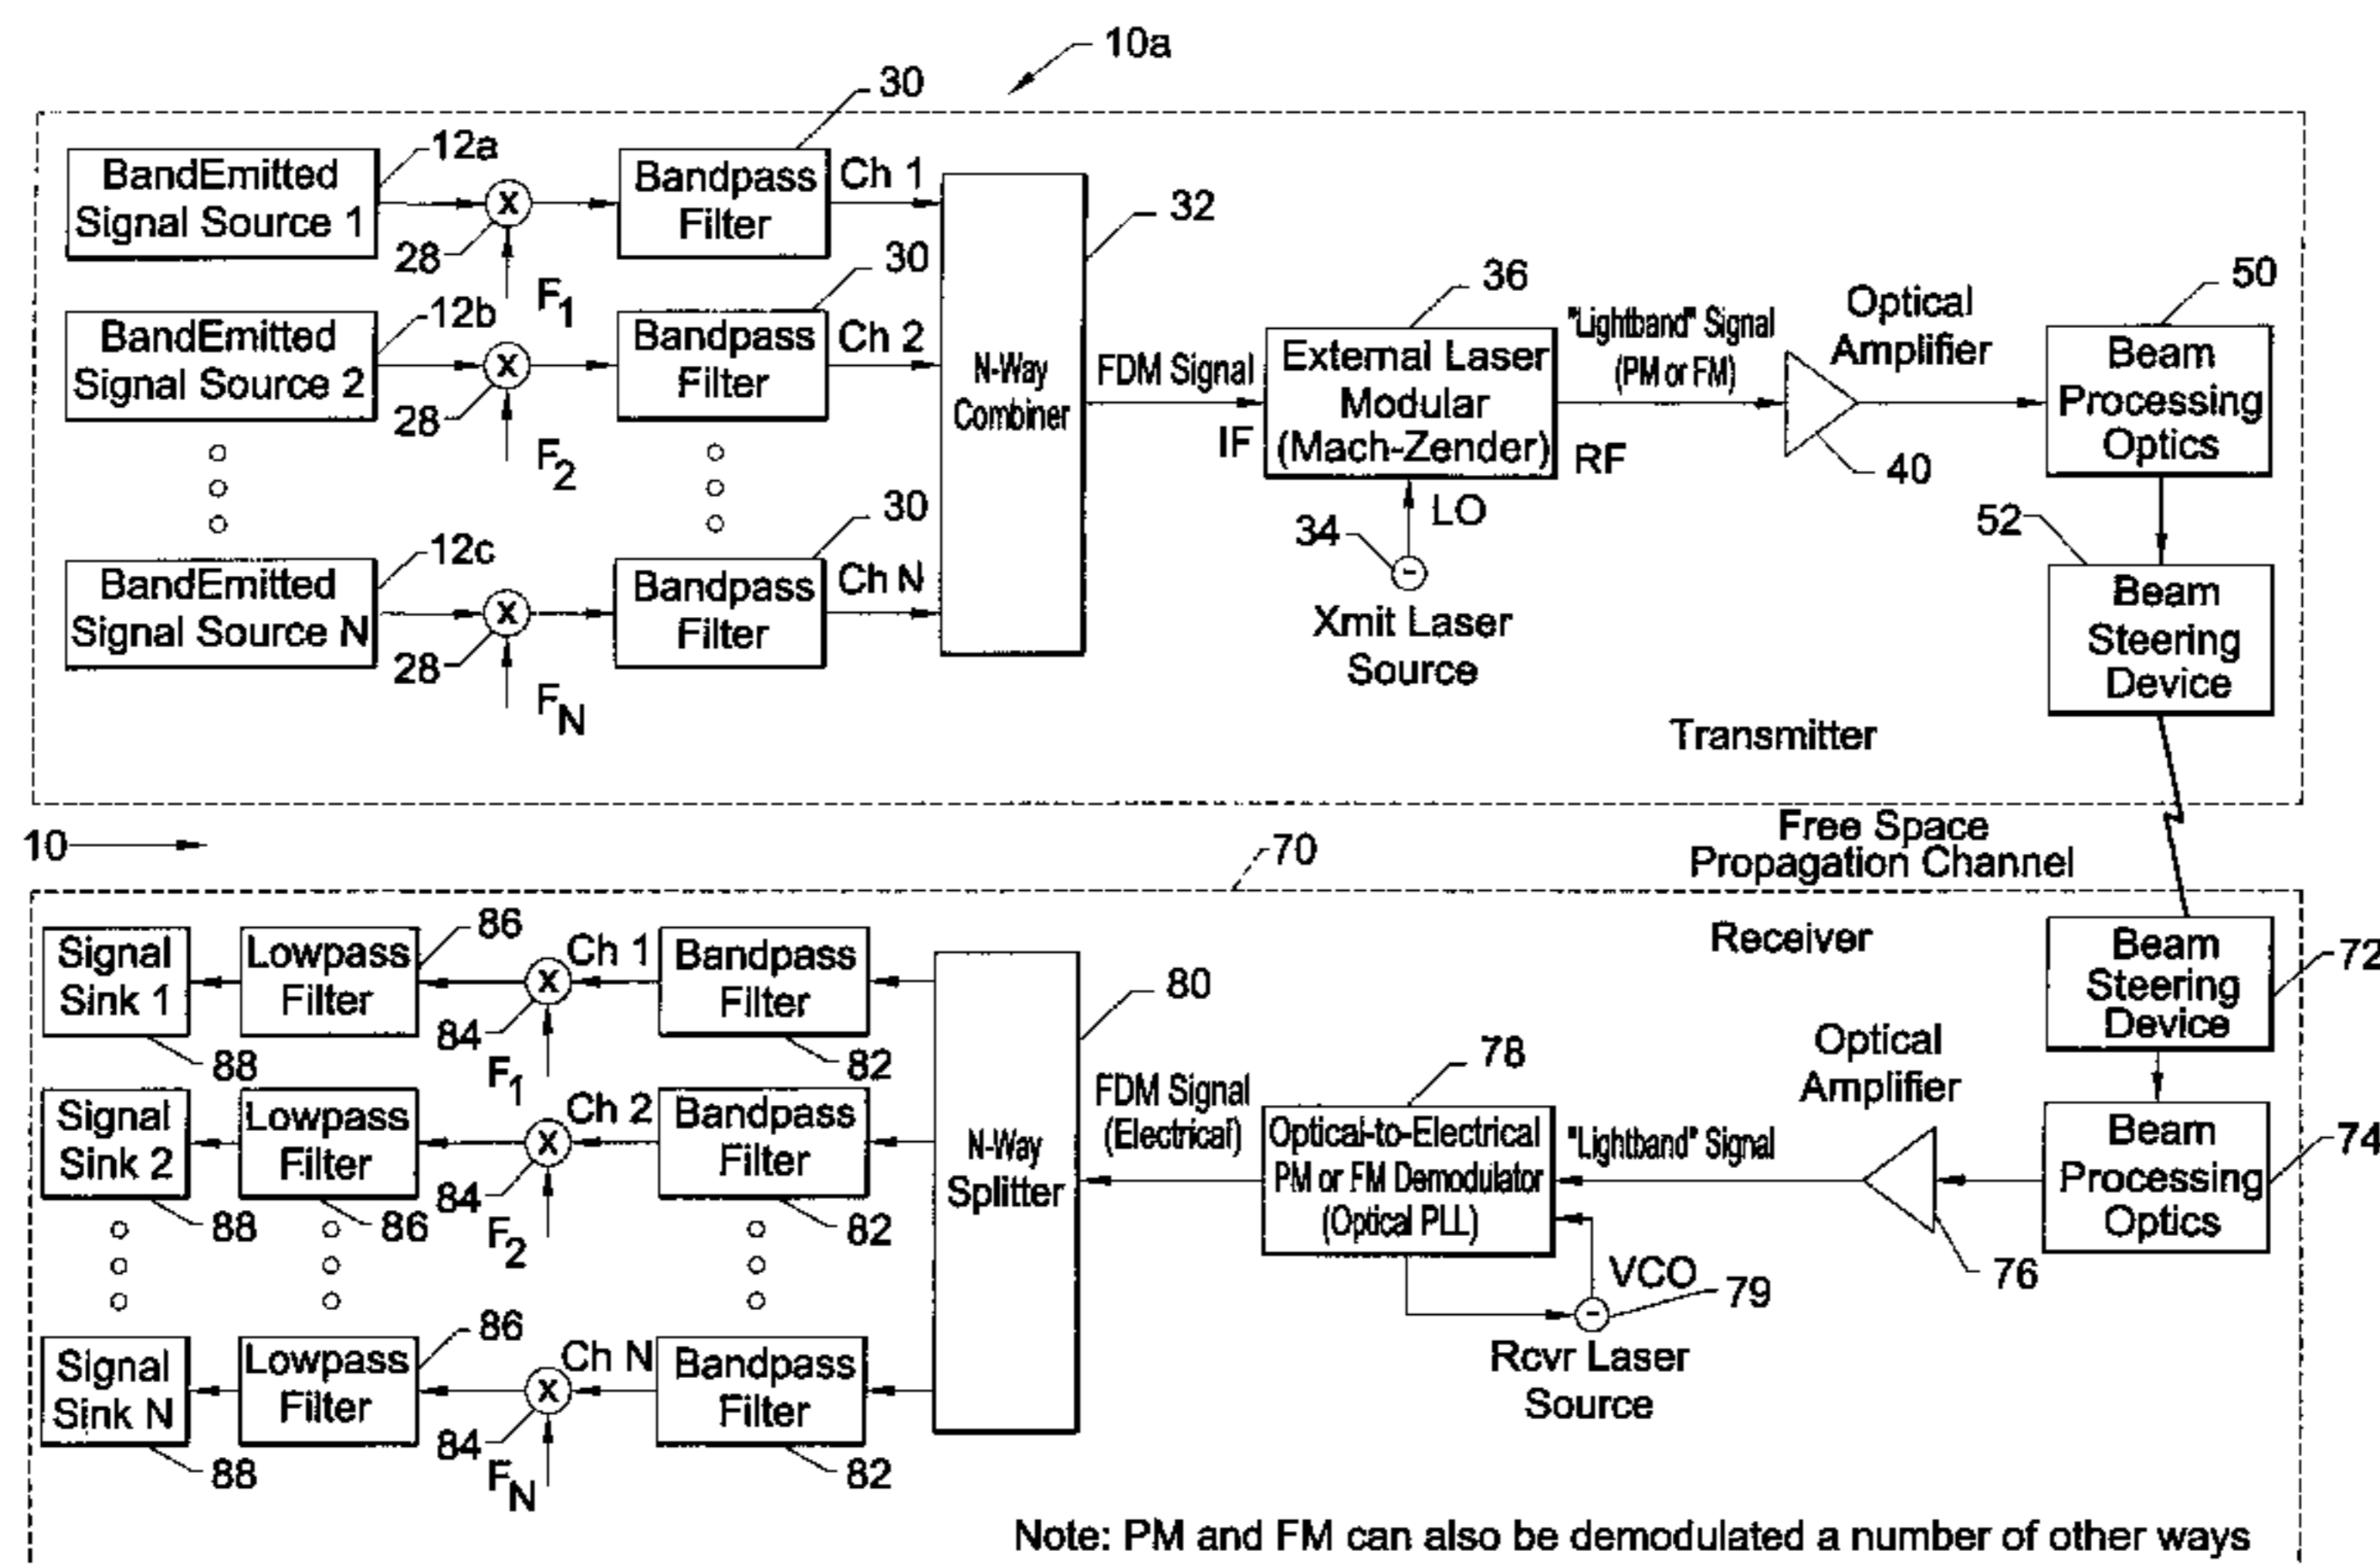 10a
30
12a
BandEmitted
Signal Source 1
X
28
F1
Bandpass
Filter
Ch 1
30
12b
BandEmitted
Signal Source 2
X
28
F2
Bandpass
Filter
Ch 2
30
12c
BandEmitted
Signal Source N
X
28
FN
Bandpass
Filter
Ch N
32
N-Way
Combiner
FDM Signal
IF
36
External Laser
Modular
(Mach-Zender)
LO
34
Xmit Laser
Source
"Lightband" Signal
(PM or FM)
RF
Optical
Amplifier
40
50
Beam
Processing
Optics
52
Beam
Steering
Device
Transmitter
10
Free Space
Propagation Channel
70
Receiver
Beam
Steering
Device
72
Beam
Processing
Optics
74
Optical
Amplifier
76
"Lightband" Signal
78
Optical-to-Electrical
PM or FM Demodulator
(Optical PLL)
VCO
79
Rcvr Laser
Source
FDM Signal
(Electrical)
80
N-Way
Splitter
Signal
Sink 1
88
Lowpass
Filter
86
X
84
F1
Ch 1
Bandpass
Filter
82
Signal
Sink 2
88
Lowpass
Filter
86
X
84
F2
Ch 2
Bandpass
Filter
82
Signal
Sink N
88
Lowpass
Filter
86
X
84
FN
Ch N
Bandpass
Filter
82
Note: PM and FM can also be demodulated a number of other ways